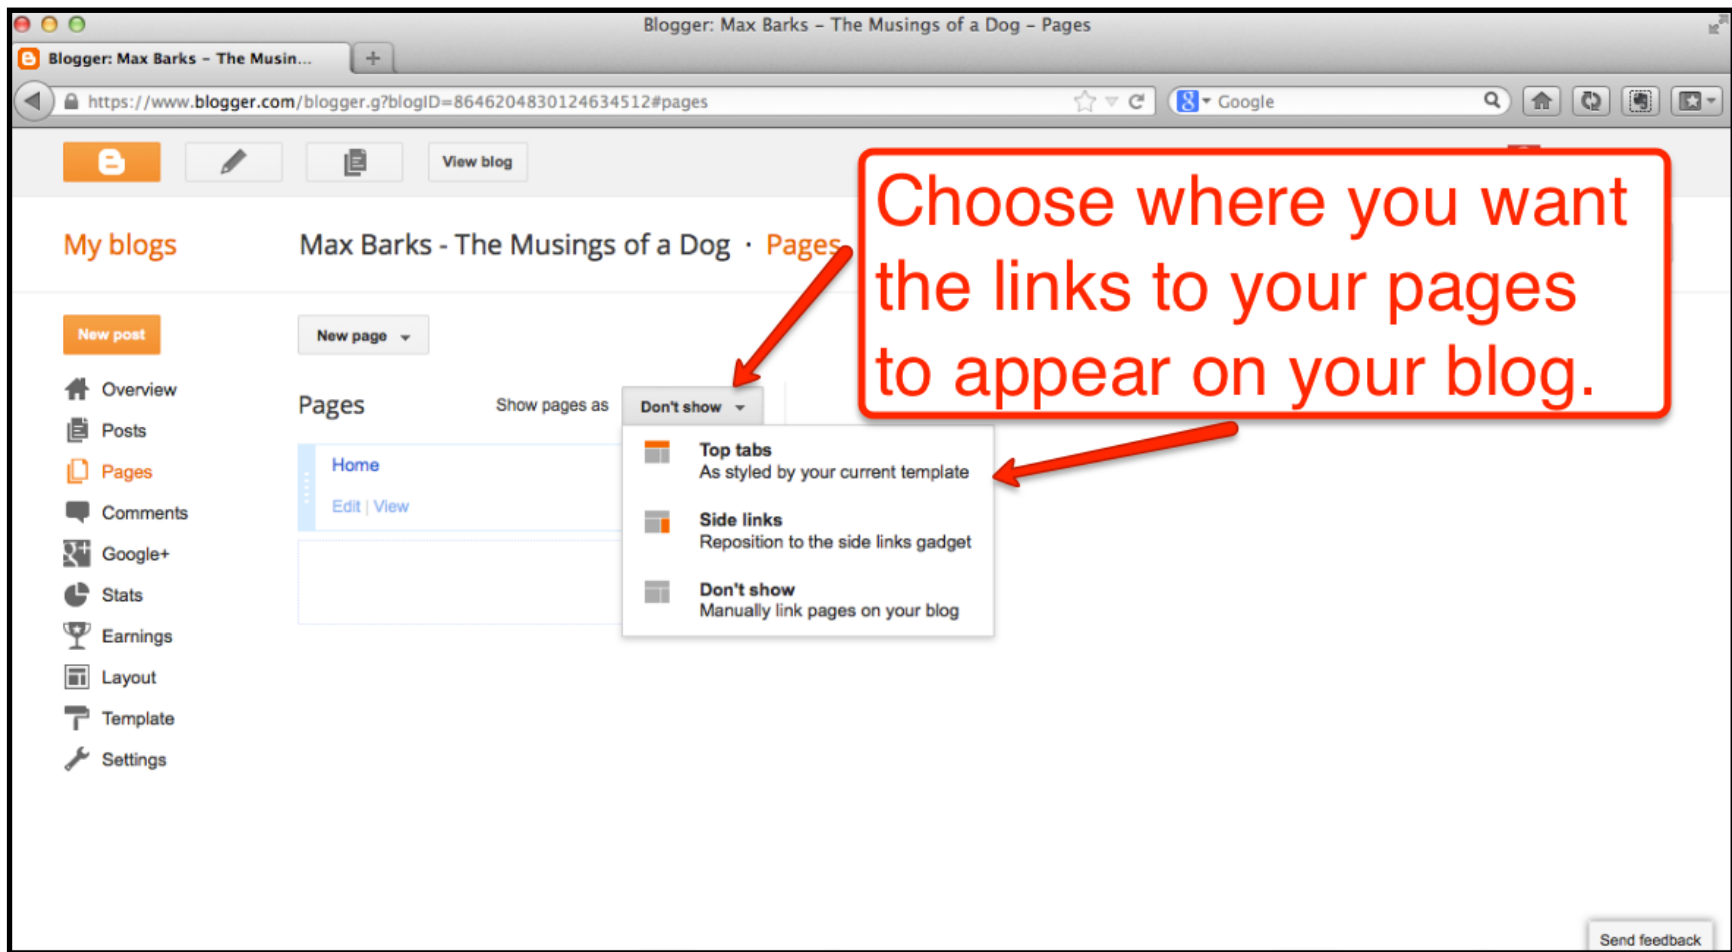 Blogger: Max Barks – The Musings of a Dog – Pages
Blogger: Max Barks – The Musin...
https://www.blogger.com/blogger.g?blogID=8646204830124634512#pages
Google
View blog
Choose where you want
the links to your pages
to appear on your blog.
My blogs
Max Barks - The Musings of a Dog · Pages
New post
New page
Overview
Posts
Pages
Comments
Google+
Stats
Earnings
Layout
Template
Settings
Pages
Show pages as
Don't show
Home
Edit | View
Top tabs
As styled by your current template
Side links
Reposition to the side links gadget
Don't show
Manually link pages on your blog
Send feedback